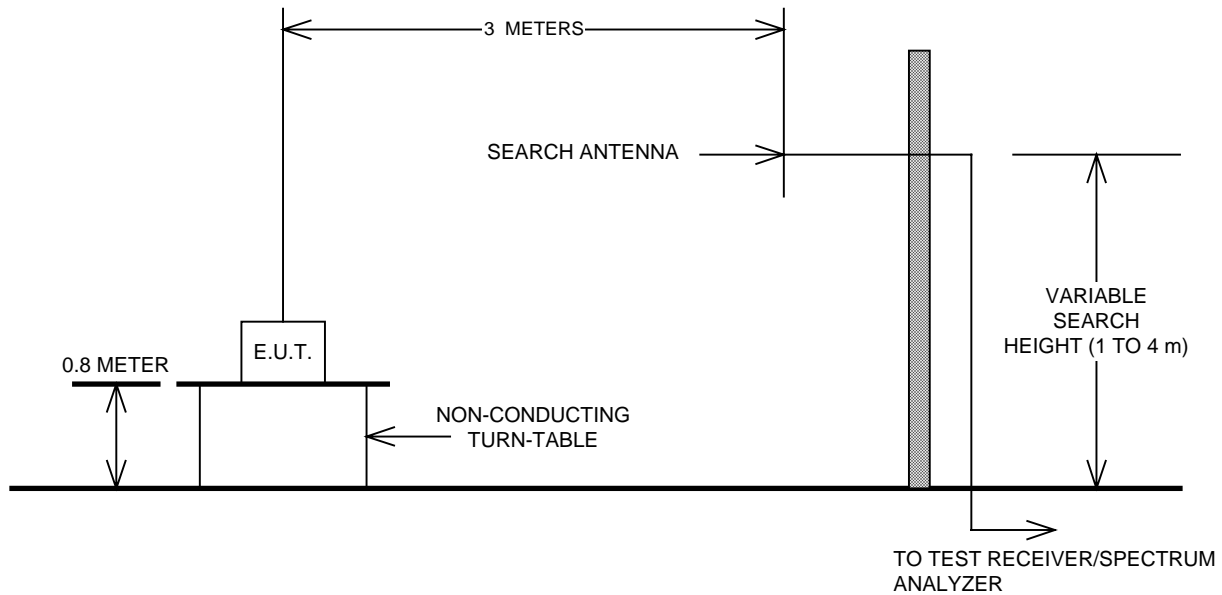 3 METERS
SEARCH ANTENNA
VARIABLE
SEARCH
HEIGHT (1 TO 4 m)
E.U.T.
0.8 METER
NON-CONDUCTING
TURN-TABLE
TO TEST RECEIVER/SPECTRUM
ANALYZER